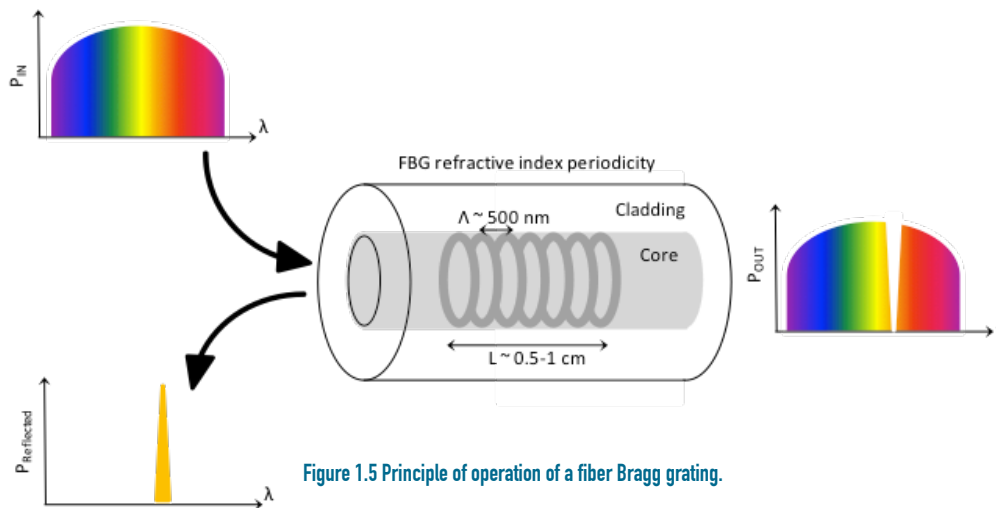 P_IN
λ
FBG refractive index periodicity
Λ ~ 500 nm
Cladding
Core
L ~ 0.5-1 cm
P_OUT
P_Reflected
λ
Figure 1.5 Principle of operation of a fiber Bragg grating.